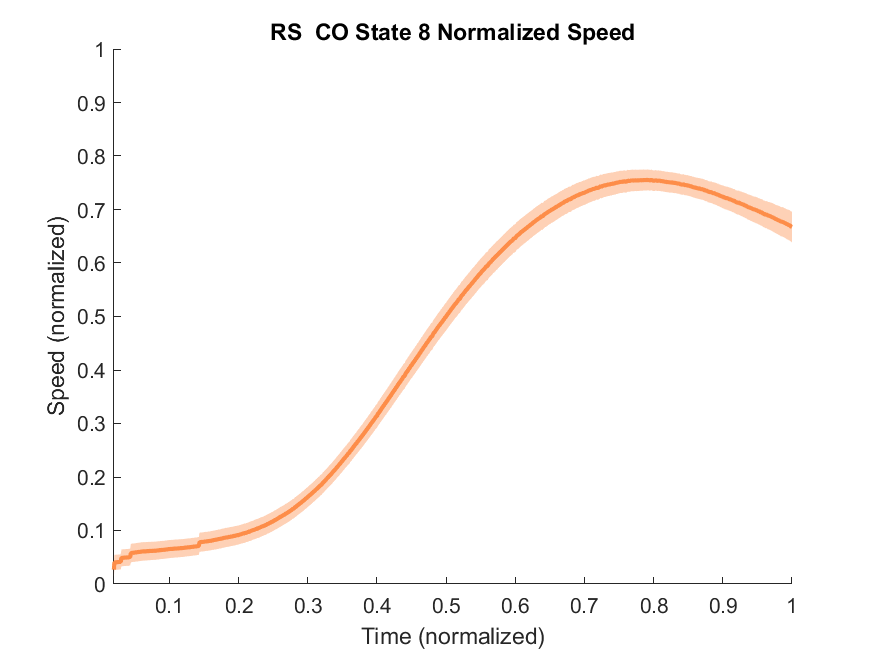 RS  CO State 8 Normalized Speed
1
0.9
0.8
0.7
0.6
0.5
0.4
0.3
0.2
0.1
0
Speed (normalized)
0.1 0.2 0.3 0.4 0.5 0.6 0.7 0.8 0.9 1
Time (normalized)